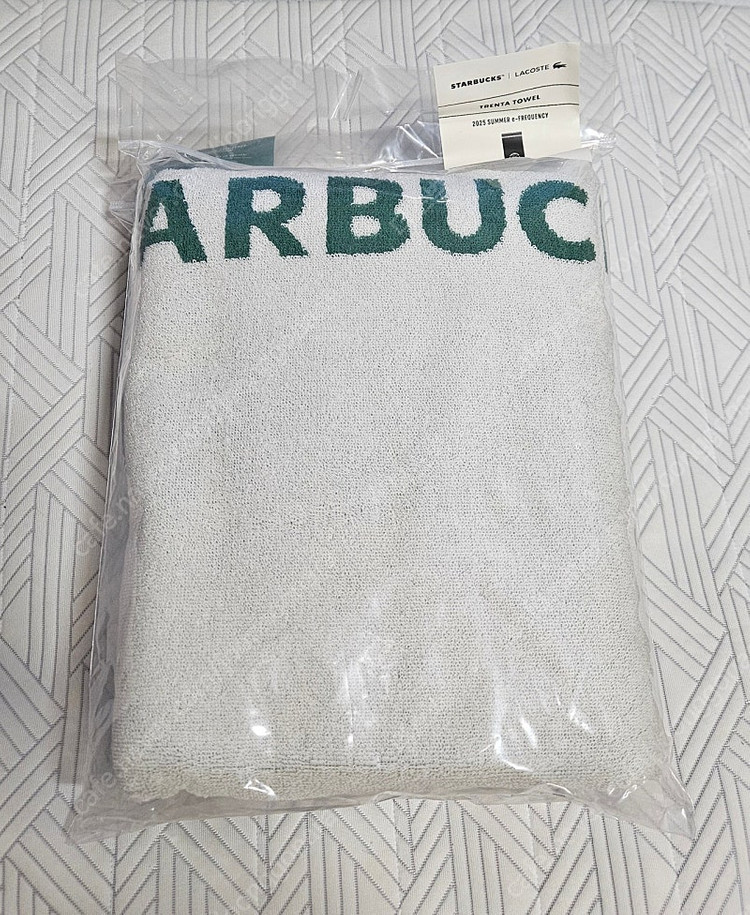 STARBUCKS | LACOSTE
TRENTA TOWEL
2025 SUMMER e-FREQUENCY
ARBUC